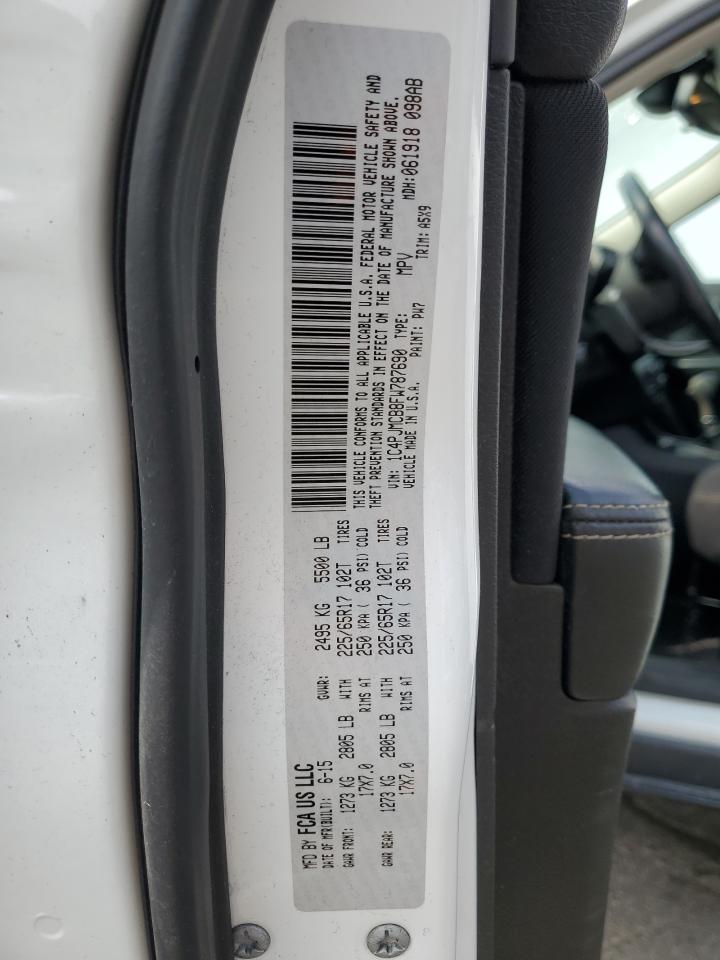 MFD BY FCA US LLC
DATE OF MFR(BUILT): 6-15 GVWR: 2495 KG 5500 LB
GAWR FRONT: 1273 KG 2805 LB WITH 225/65R17 102T TIRES
17X7.0 RIMS AT 250 KPA ( 36 PSI) COLD
GAWR REAR: 1273 KG 2805 LB WITH 225/65R17 102T TIRES
17X7.0 RIMS AT 250 KPA ( 36 PSI) COLD
THIS VEHICLE CONFORMS TO ALL APPLICABLE U.S.A. FEDERAL MOTOR VEHICLE SAFETY AND
THEFT PREVENTION STANDARDS IN EFFECT ON THE DATE OF MANUFACTURE SHOWN ABOVE.
VIN: 1C4PJMCB8FW787690 TYPE: MPV MDH:061918 098AB
VEHICLE MADE IN U.S.A. PAINT: PW7 TRIM: A5X9